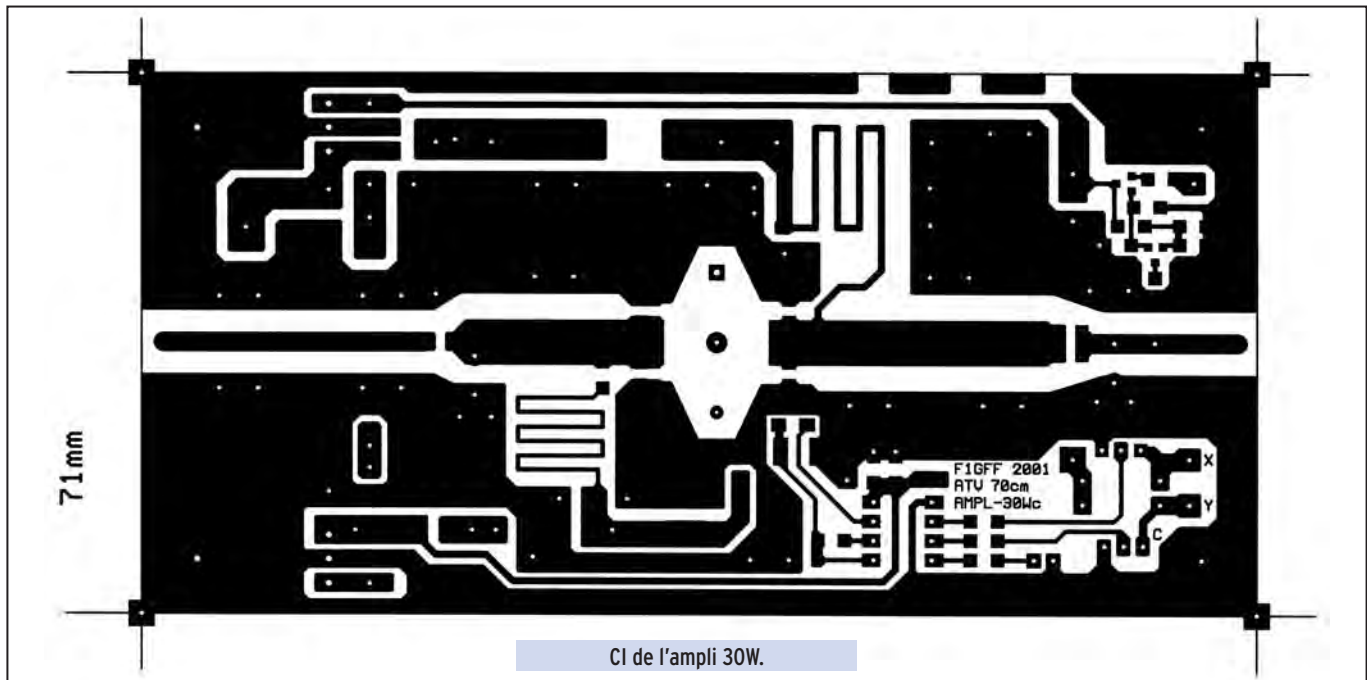 71mm
F1GFF 2001
ATV 70cm
AMPL-30Wc
X
Y
C
CI de l'ampli 30W.